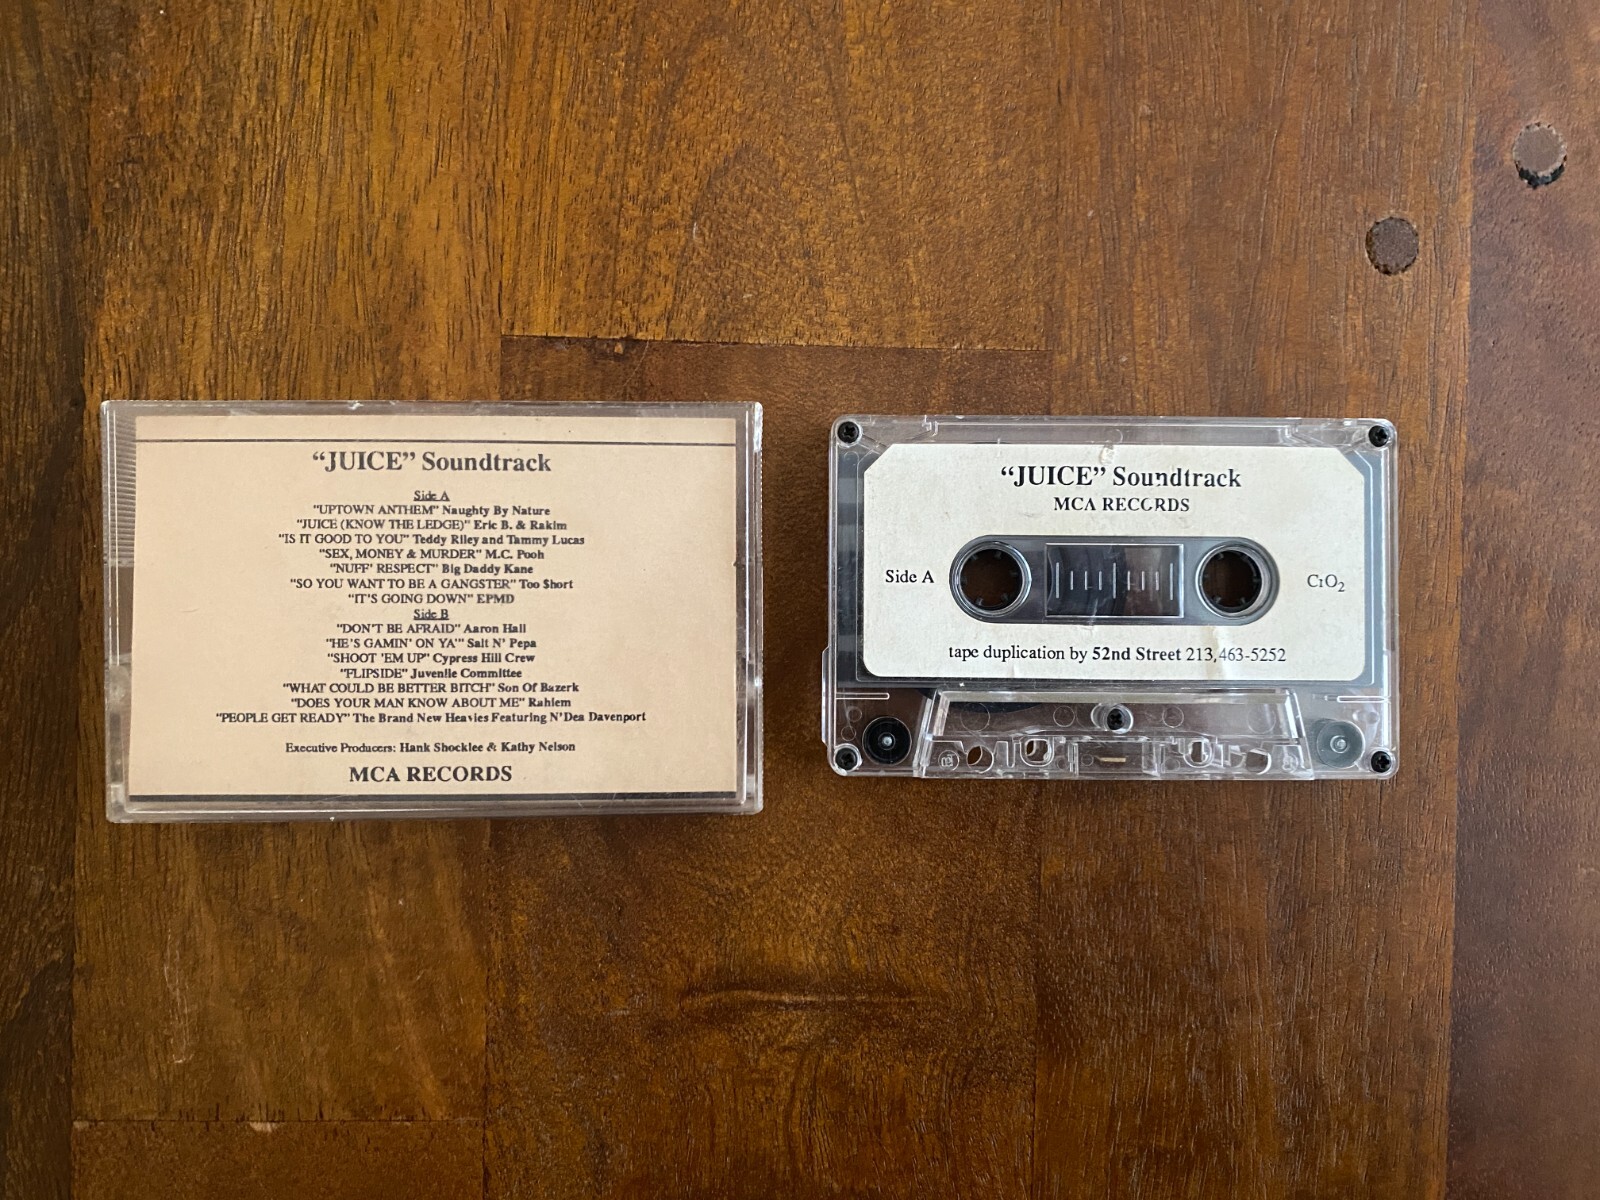 “JUICE” Soundtrack
Side A
"UPTOWN ANTHEM" Naughty By Nature
"JUICE (KNOW THE LEDGE)" Eric B. & Rakim
"IS IT GOOD TO YOU" Teddy Riley and Tammy Lucas
"SEX, MONEY & MURDER" M.C. Pooh
"NUFF' RESPECT" Big Daddy Kane
"SO YOU WANT TO BE A GANGSTER" Too $hort
"IT'S GOING DOWN" EPMD
Side B
"DON'T BE AFRAID" Aaron Hall
"HE'S GAMIN' ON YA'" Salt N' Pepa
"SHOOT 'EM UP" Cypress Hill Crew
"FLIPSIDE" Juvenile Committee
"WHAT COULD BE BETTER BITCH" Son Of Bazerk
"DOES YOUR MAN KNOW ABOUT ME" Rahiem
"PEOPLE GET READY" The Brand New Heavies Featuring N'Dea Davenport
Executive Producers: Hank Shocklee & Kathy Nelson
MCA RECORDS
“JUICE” Soundtrack
MCA RECORDS
Side A
CrO2
tape duplication by 52nd Street 213,463-5252